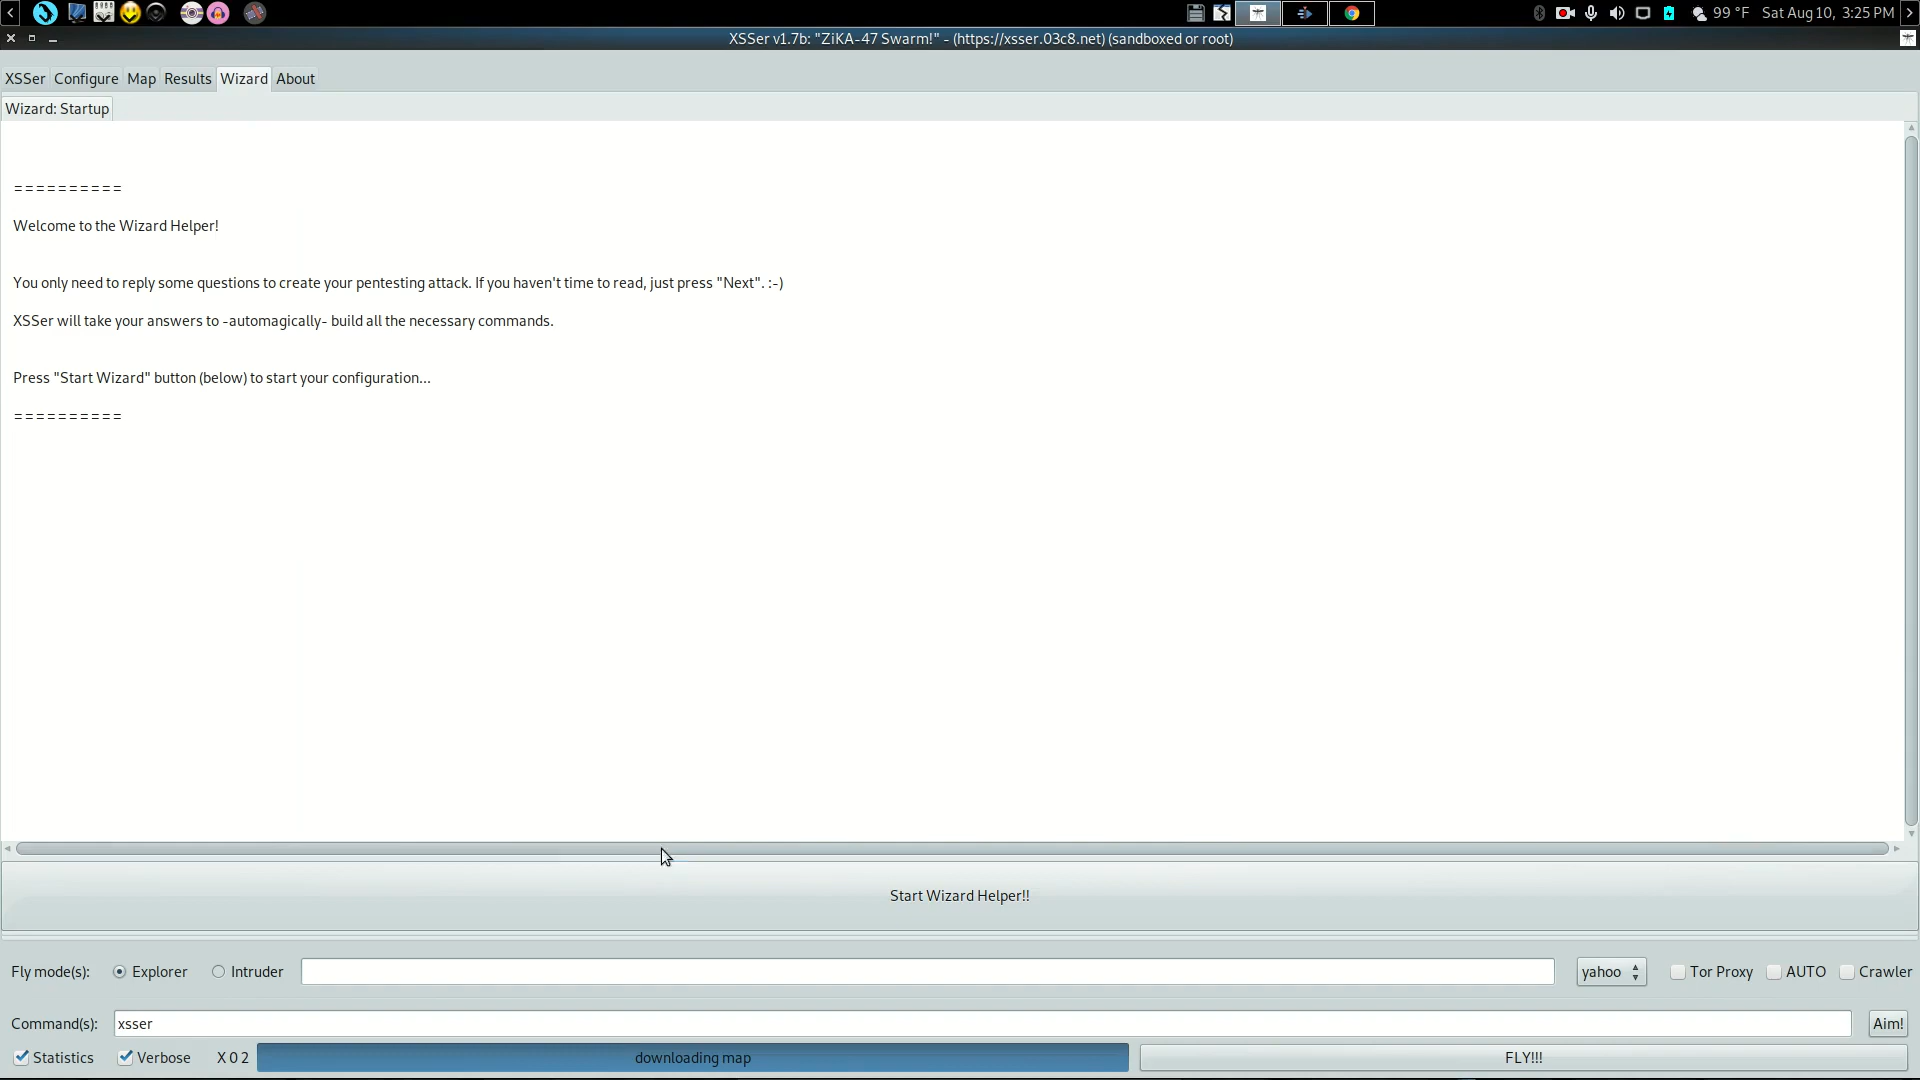 99 °F Sat Aug 10, 3:25 PM
XSSer v1.7b: "ZiKA-47 Swarm!" - (https://xsser.03c8.net) (sandboxed or root)
XSSer Configure Map Results Wizard About
Wizard: Startup
==========
Welcome to the Wizard Helper!
You only need to reply some questions to create your pentesting attack. If you haven't time to read, just press "Next". :-)
XSSer will take your answers to -automagically- build all the necessary commands.
Press "Start Wizard" button (below) to start your configuration...
==========
Start Wizard Helper!!
Fly mode(s): Explorer Intruder yahoo Tor Proxy AUTO Crawler
Command(s): xsser Aim!
Statistics Verbose X 0 2 downloading map FLY!!!